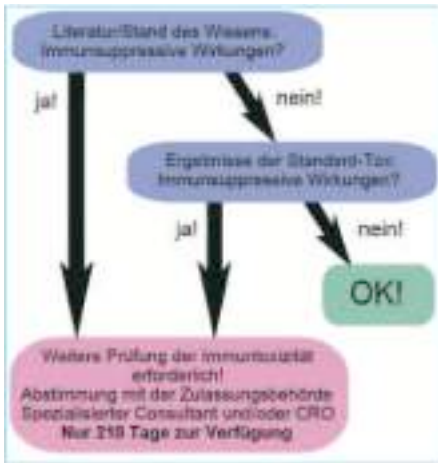 Literatur/Stand des Wissens.
Immunsuppressive Wirkungen?
ja!
nein!
Ergebnisse der Standard-Tox:
Immunsuppressive Wirkungen?
ja!
nein!
OK!
Weitere Prüfung der Immuntoxizität
erforderlich!
Abstimmung mit der Zulassungsbehörde
Spezialisierter Consultant und/oder CRO
Nur 210 Tage zur Verfügung